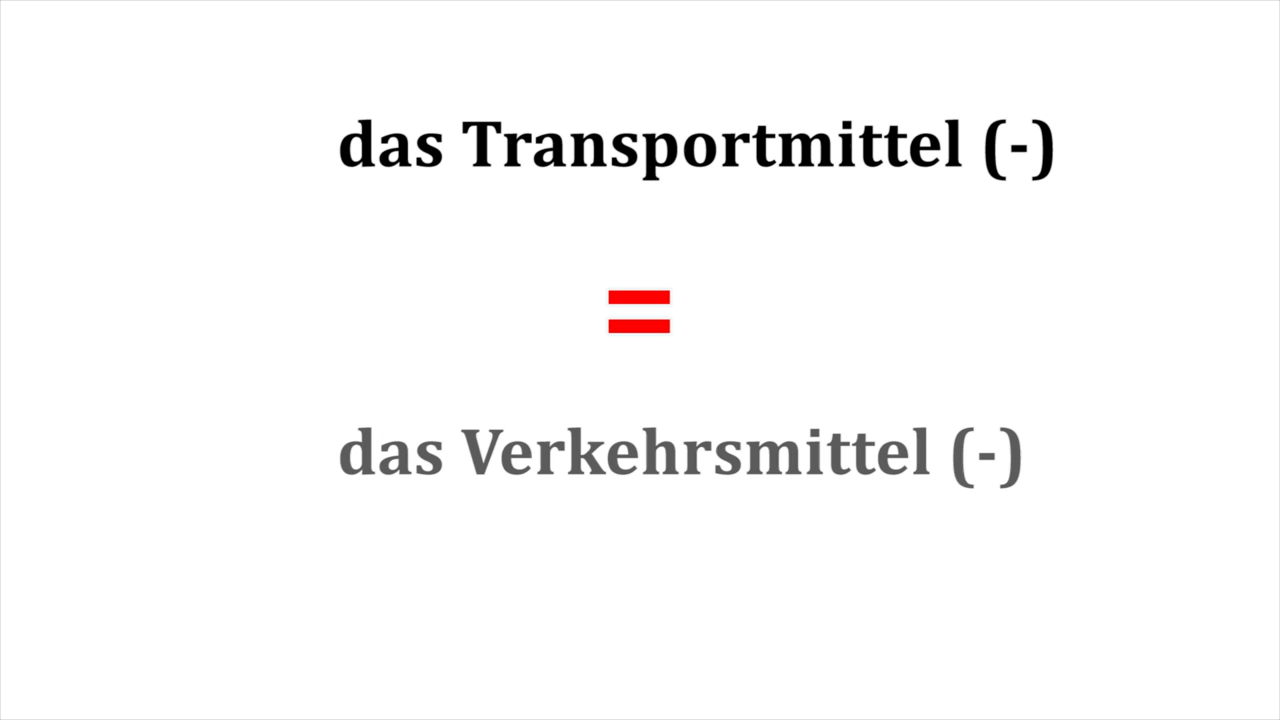 das Transportmittel (-)
=
das Verkehrsmittel (-)